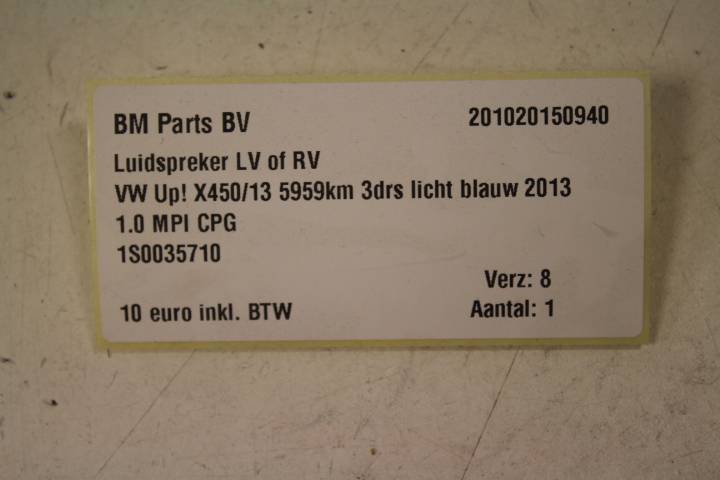 BM Parts BV 201020150940
Luidspreker LV of RV
VW Up! X450/13 5959km 3drs licht blauw 2013
1.0 MPI CPG
1S0035710
Verz: 8
10 euro inkl. BTW Aantal: 1